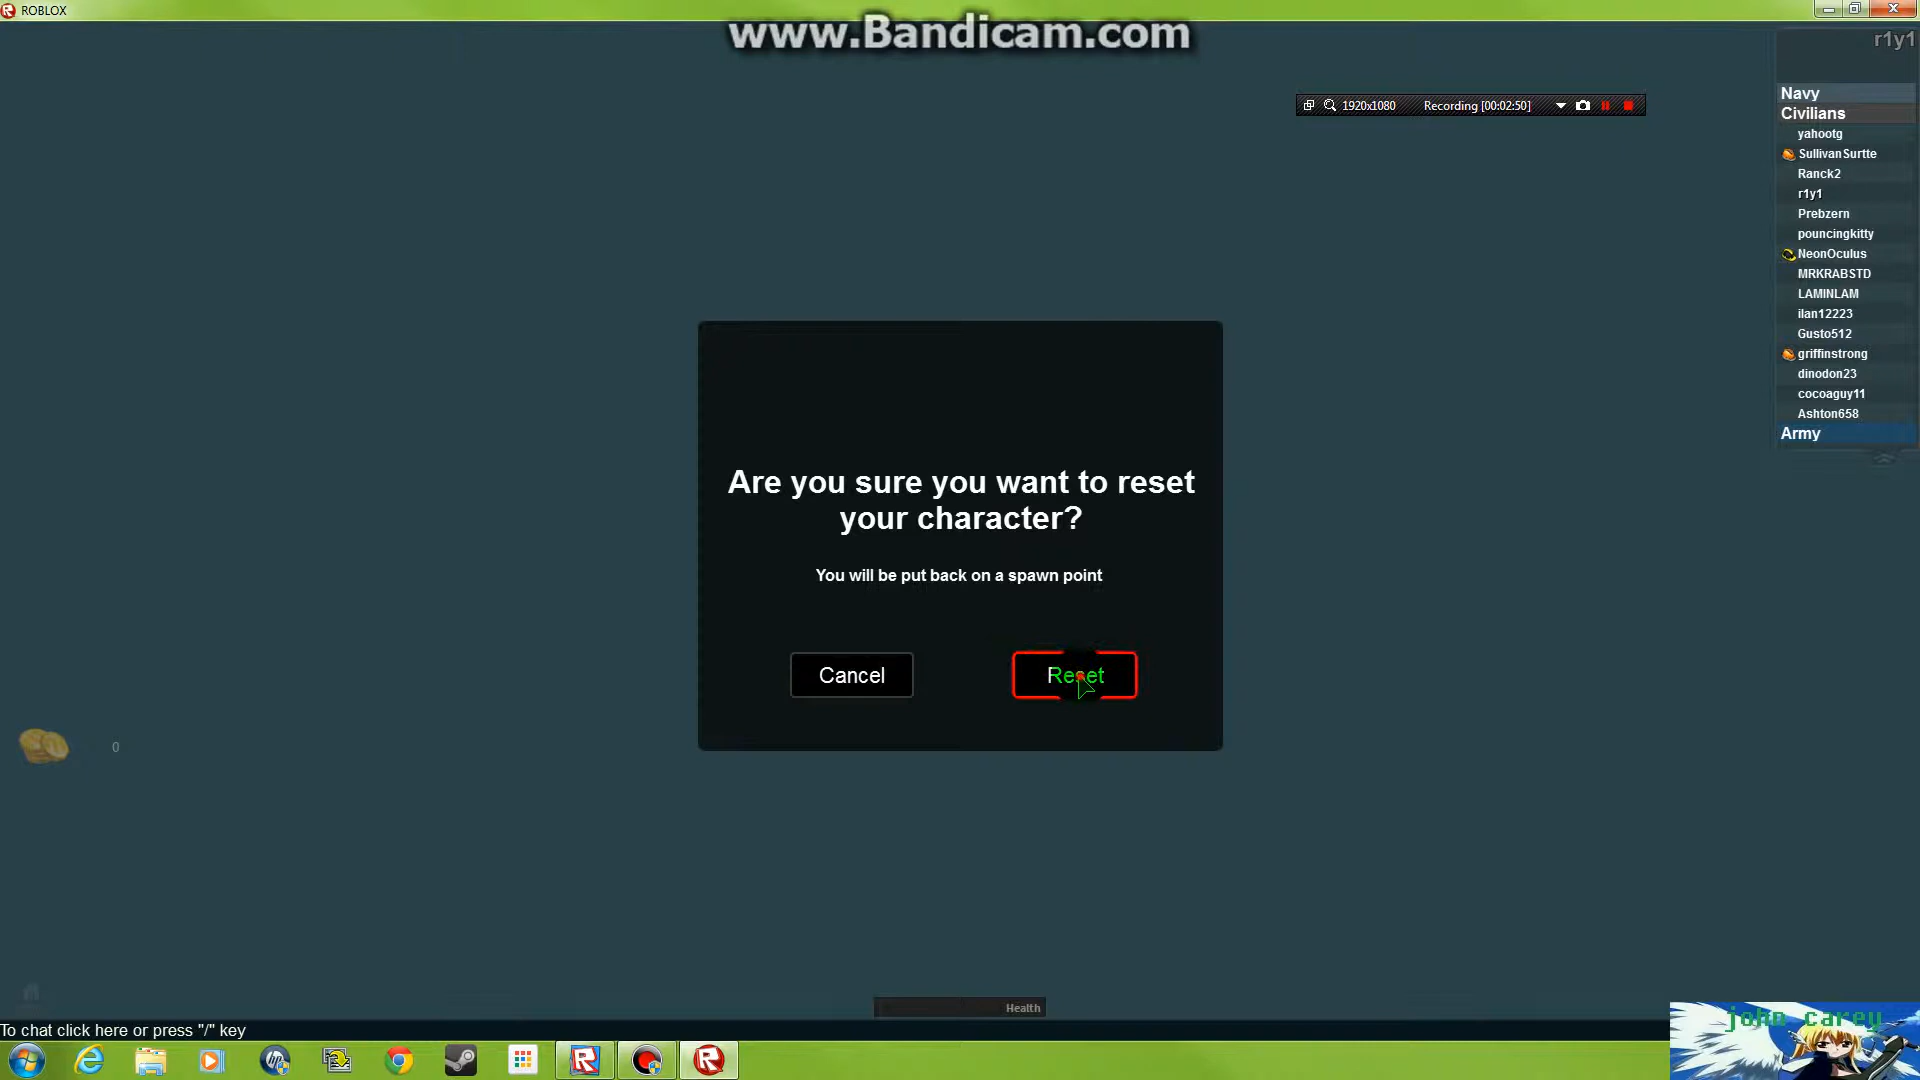 ROBLOX
www.Bandicam.com
r1y1
1920x1080 Recording [00:02:50]
Navy
Civilians
yahootg
SullivanSurtte
Ranck2
r1y1
Prebzern
pouncingkitty
NeonOculus
MRKRABSTD
LAMINLAM
ilan12223
Gusto512
griffinstrong
dinodon23
cocoaguy11
Ashton658
Army
Are you sure you want to reset
your character?
You will be put back on a spawn point
Cancel Reset
0
Health
To chat click here or press "/" key
john carey